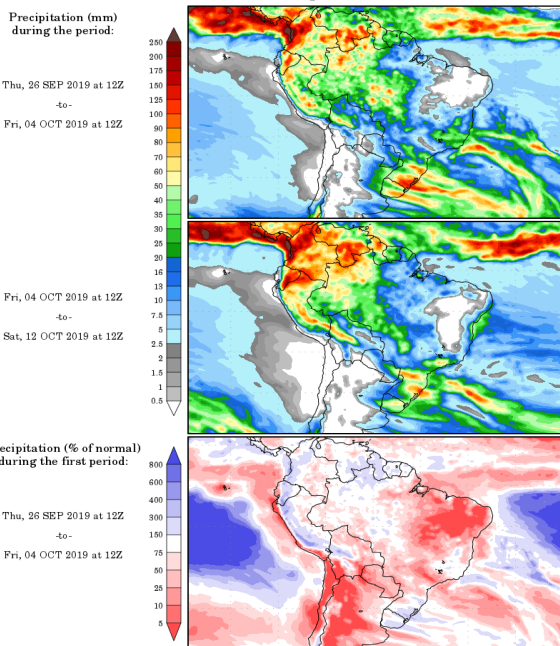 Precipitation (mm)
during the period:
Thu, 26 SEP 2019 at 12Z
-to-
Fri, 04 OCT 2019 at 12Z
250
200
175
150
125
100
90
80
70
60
50
40
35
30
25
20
16
13
10
7.5
5
2.5
2
1.5
1
0.5
Fri, 04 OCT 2019 at 12Z
-to-
Sat, 12 OCT 2019 at 12Z
ecipitation (% of normal)
during the first period:
Thu, 26 SEP 2019 at 12Z
-to-
Fri, 04 OCT 2019 at 12Z
800
600
400
300
150
75
50
25
10
5